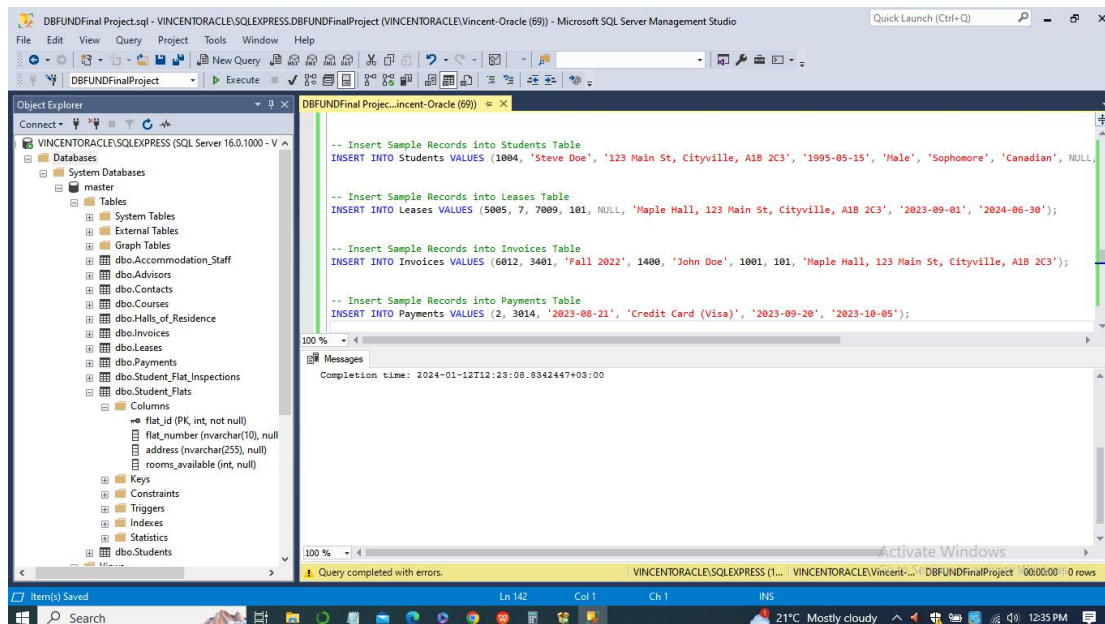 DBFUNDFinal Project.sql - VINCENTORACLE\SQLEXPRESS.DBFUNDFinalProject (VINCENTORACLE\Vincent-Oracle (69)) - Microsoft SQL Server Management Studio
Quick Launch (Ctrl+Q)
File Edit View Query Project Tools Window Help
New Query
DBFUNDFinalProject
Execute
Object Explorer
DBFUNDFinal Projec...incent-Oracle (69))
Connect
VINCENTORACLE\SQLEXPRESS (SQL Server 16.0.1000 - V
Databases
System Databases
master
Tables
System Tables
External Tables
Graph Tables
dbo.Accommodation_Staff
dbo.Advisors
dbo.Contacts
dbo.Courses
dbo.Halls_of_Residence
dbo.Invoices
dbo.Leases
dbo.Payments
dbo.Student_Flat_Inspections
dbo.Student_Flats
Columns
flat_id (PK, int, not null)
flat_number (nvarchar(10), null
address (nvarchar(255), null)
rooms_available (int, null)
Keys
Constraints
Triggers
Indexes
Statistics
dbo.Students
Views
-- Insert Sample Records into Students Table
INSERT INTO Students VALUES (1004, 'Steve Doe', '123 Main St, Cityville, A1B 2C3', '1995-05-15', 'Male', 'Sophomore', 'Canadian', NULL,
-- Insert Sample Records into Leases Table
INSERT INTO Leases VALUES (5005, 7, 7009, 101, NULL, 'Maple Hall, 123 Main St, Cityville, A1B 2C3', '2023-09-01', '2024-06-30');
-- Insert Sample Records into Invoices Table
INSERT INTO Invoices VALUES (6012, 3401, 'Fall 2022', 1400, 'John Doe', 1001, 101, 'Maple Hall, 123 Main St, Cityville, A1B 2C3');
-- Insert Sample Records into Payments Table
INSERT INTO Payments VALUES (2, 3014, '2023-08-21', 'Credit Card (Visa)', '2023-09-20', '2023-10-05');
100 %
Messages
Completion time: 2024-01-12T12:23:08.8342447+03:00
100 %
Activate Windows
Query completed with errors.
VINCENTORACLE\SQLEXPRESS (1... VINCENTORACLE\Vincent-... DBFUNDFinalProject 00:00:00 0 rows
Item(s) Saved
Ln 142 Col 1 Ch 1 INS
Search
21°C Mostly cloudy
12:35 PM